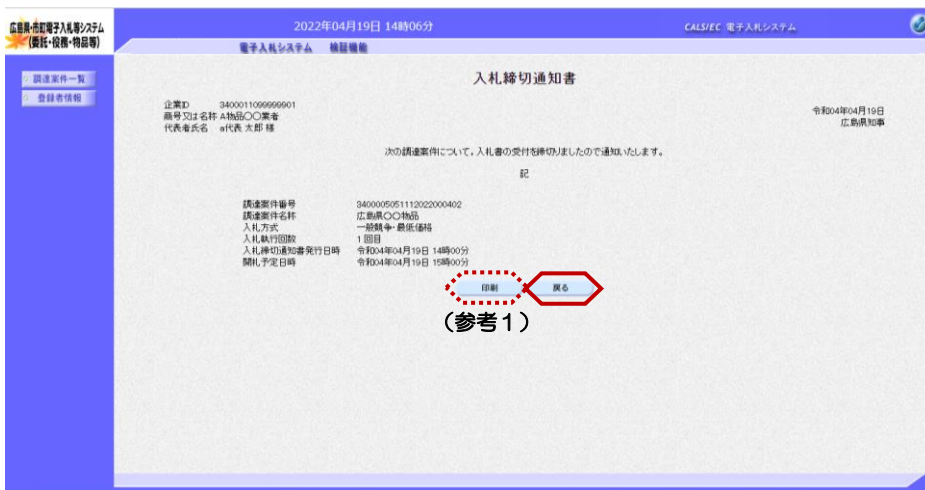 広島県・市町電子入札等システム
(委託・役務・物品等)
2022年04月19日 14時06分
CALS/EC 電子入札システム
電子入札システム 検証機能
調達案件一覧
登録者情報
入札締切通知書
企業ID 3400011099999901
商号又は名称 A物品〇〇業者
代表者氏名 a代表 太郎 様
令和04年04月19日
広島県知事
次の調達案件について，入札書の受付を締切りましたので通知いたします。
記
調達案件番号 3400005051112022000402
調達案件名称 広島県〇〇物品
入札方式 一般競争・最低価格
入札執行回数 1回目
入札締切通知書発行日時 令和04年04月19日 14時00分
開札予定日時 令和04年04月19日 15時00分
印刷 戻る
(参考1)